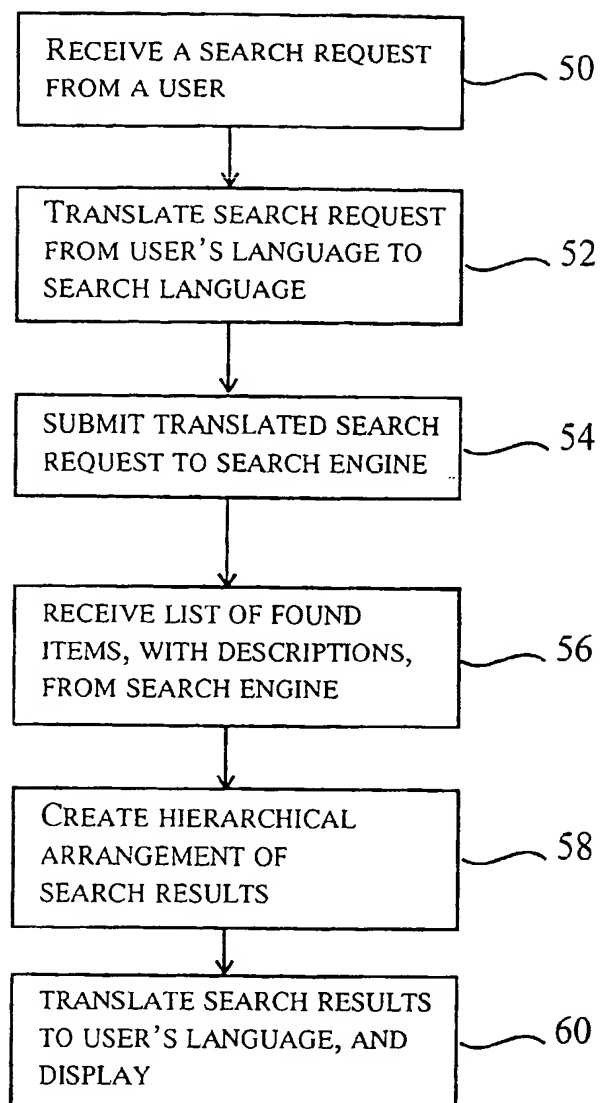 RECEIVE A SEARCH REQUEST
FROM A USER
50
TRANSLATE SEARCH REQUEST
FROM USER'S LANGUAGE TO
SEARCH LANGUAGE
52
SUBMIT TRANSLATED SEARCH
REQUEST TO SEARCH ENGINE
54
RECEIVE LIST OF FOUND
ITEMS, WITH DESCRIPTIONS,
FROM SEARCH ENGINE
56
CREATE HIERARCHICAL
ARRANGEMENT OF
SEARCH RESULTS
58
TRANSLATE SEARCH RESULTS
TO USER'S LANGUAGE, AND
DISPLAY
60